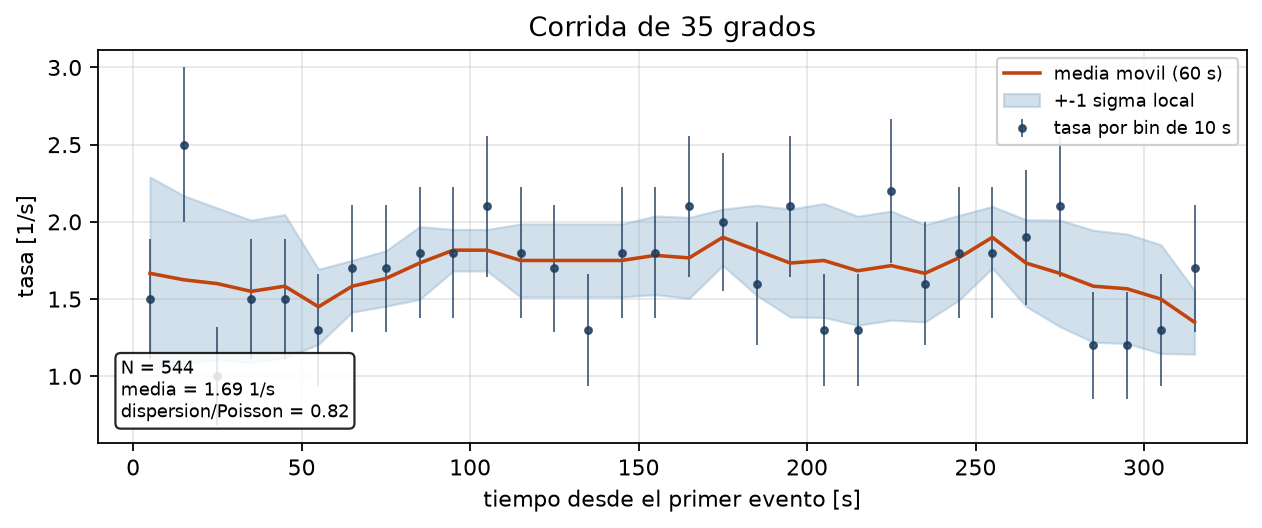 Corrida de 35 grados
tasa [1/s]
3.0
2.5
2.0
1.5
1.0
media movil (60 s)
+-1 sigma local
tasa por bin de 10 s
N = 544
media = 1.69 1/s
dispersion/Poisson = 0.82
0
50
100
150
200
250
300
tiempo desde el primer evento [s]